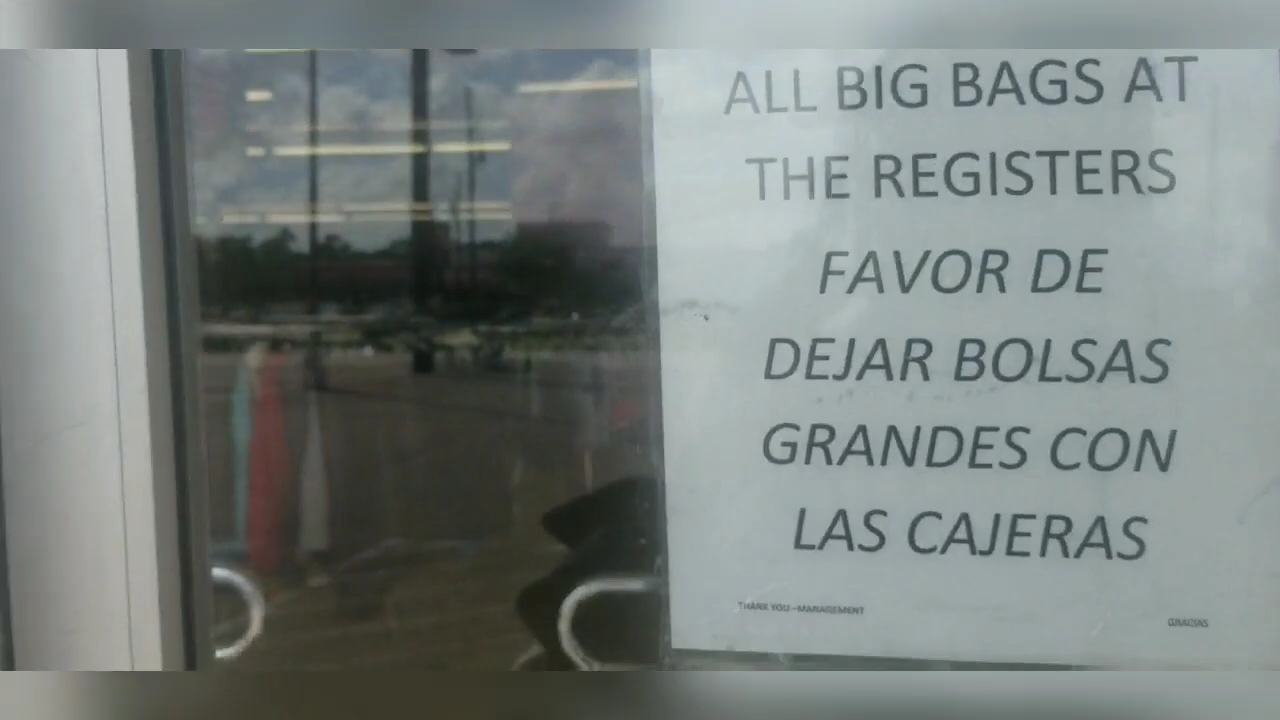 ALL BIG BAGS AT
THE REGISTERS
FAVOR DE
DEJAR BOLSAS
GRANDES CON
LAS CAJERAS
THANK YOU –MANAGEMENT
GRACIAS